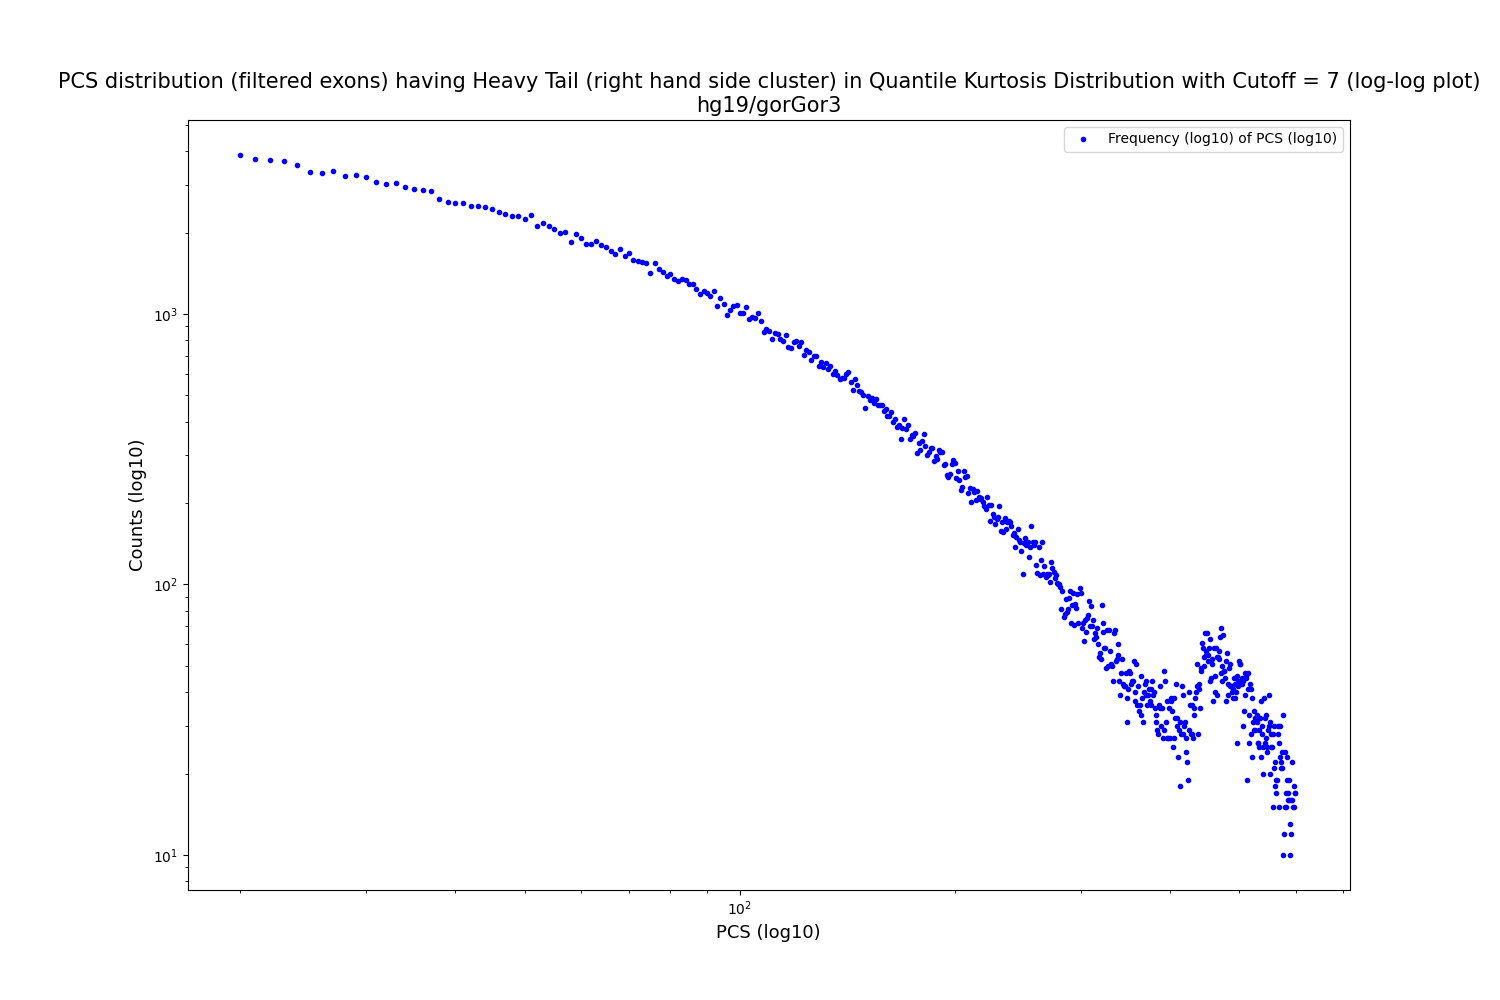 PCS distribution (filtered exons) having Heavy Tail (right hand side cluster) in Quantile Kurtosis Distribution with Cutoff = 7 (log-log plot)
hg19/gorGor3
Frequency (log10) of PCS (log10)
10³
10²
10¹
Counts (log10)
10²
PCS (log10)